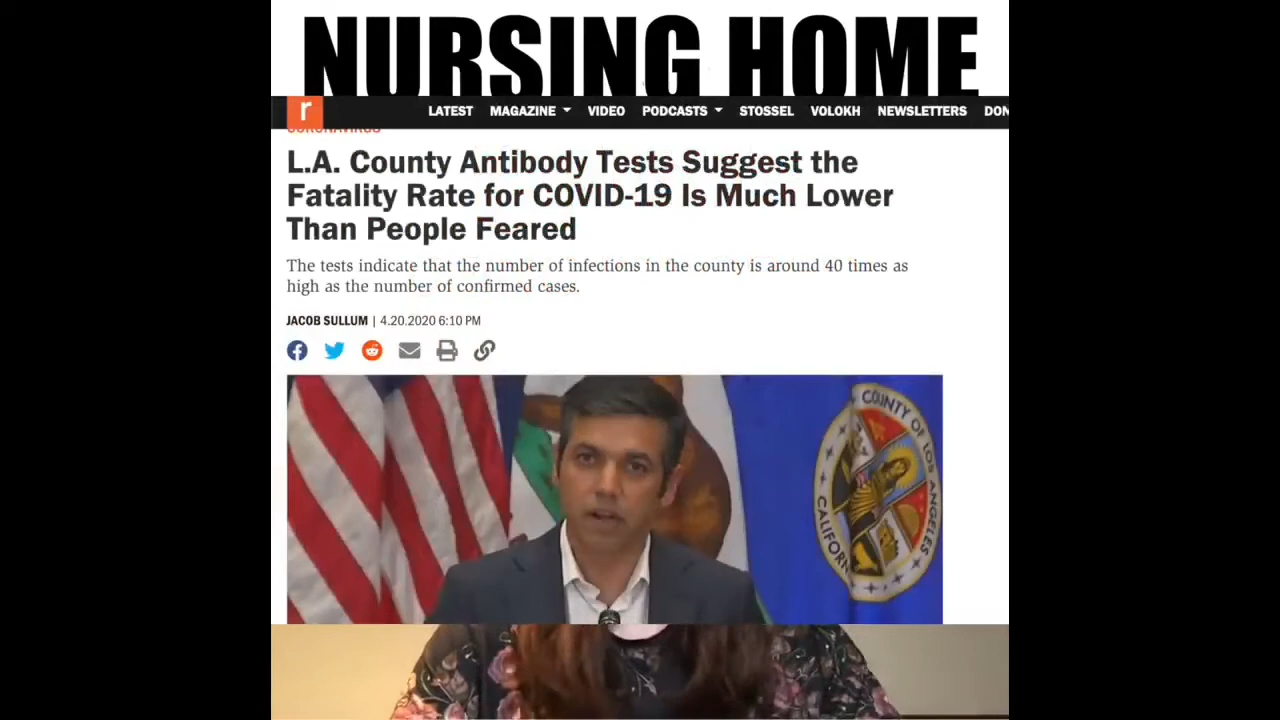 NURSING HOME
r
LATEST MAGAZINE VIDEO PODCASTS STOSSEL VOLOKH NEWSLETTERS DON
CORONAVIRUS
L.A. County Antibody Tests Suggest the
Fatality Rate for COVID-19 Is Much Lower
Than People Feared
The tests indicate that the number of infections in the county is around 40 times as
high as the number of confirmed cases.
JACOB SULLUM | 4.20.2020 6:10 PM
COUNTY OF LOS ANGELES
CALIFORN